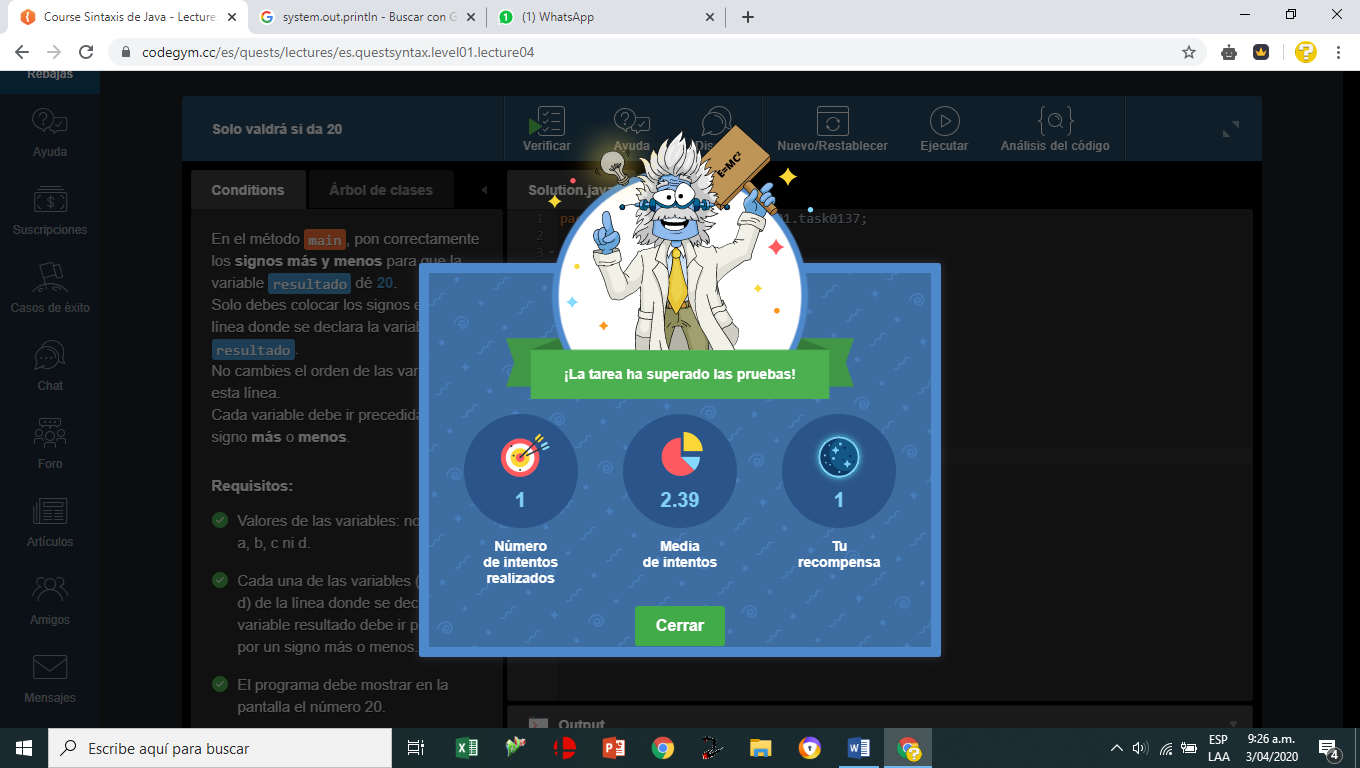 Course Sintaxis de Java - Lecture
system.out.println - Buscar con G
(1) WhatsApp
codegym.cc/es/quests/lectures/es.questsyntax.level01.lecture04
Rebajas
Ayuda
Suscripciones
Casos de éxito
Chat
Foro
Artículos
Amigos
Mensajes
Solo valdrá si da 20
Verificar
Ayuda
Dis
Nuevo/Restablecer
Ejecutar
Análisis del código
Conditions
Árbol de clases
Solution.java
En el método main, pon correctamente
los signos más y menos para que la
variable resultado dé 20.
Solo debes colocar los signos e
línea donde se declara la varial
resultado.
No cambies el orden de las var
esta línea.
Cada variable debe ir precedida
signo más o menos.
Requisitos:
Valores de las variables: no
a, b, c ni d.
Cada una de las variables (
d) de la línea donde se dec
variable resultado debe ir p
por un signo más o menos.
El programa debe mostrar en la
pantalla el número 20.
1 pac 1.task0137;
2
3
E=MC²
¡La tarea ha superado las pruebas!
1
Número
de intentos
realizados
2.39
Media
de intentos
1
Tu
recompensa
Cerrar
Output
Escribe aquí para buscar
ESP
LAA
9:26 a.m.
3/04/2020
4